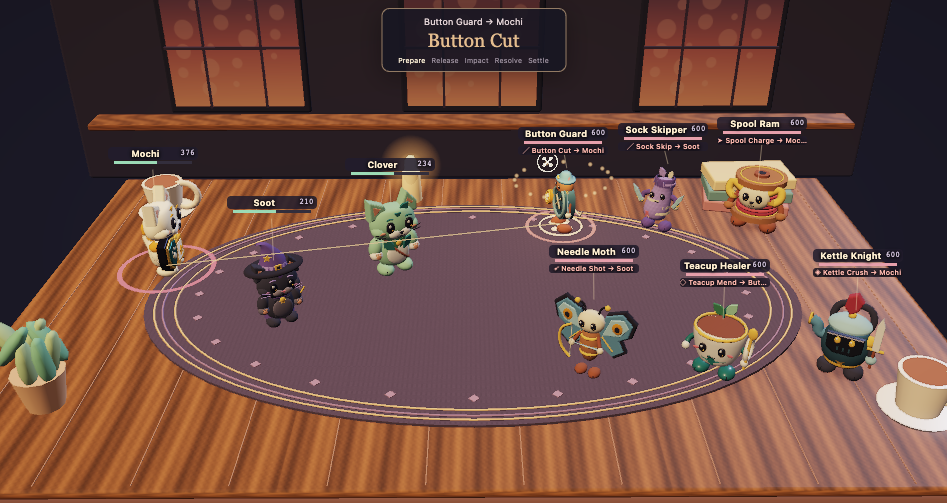 Button Guard → Mochi
Button Cut
Prepare Release Impact Resolve Settle
Mochi 376
Soot 210
Clover 234
Button Guard 600
Button Cut → Mochi
Sock Skipper 600
Sock Skip → Soot
Spool Ram 600
Spool Charge → Moc...
Needle Moth 600
Needle Shot → Soot
Teacup Healer 600
Teacup Mend → But...
Kettle Knight 600
Kettle Crush → Mochi